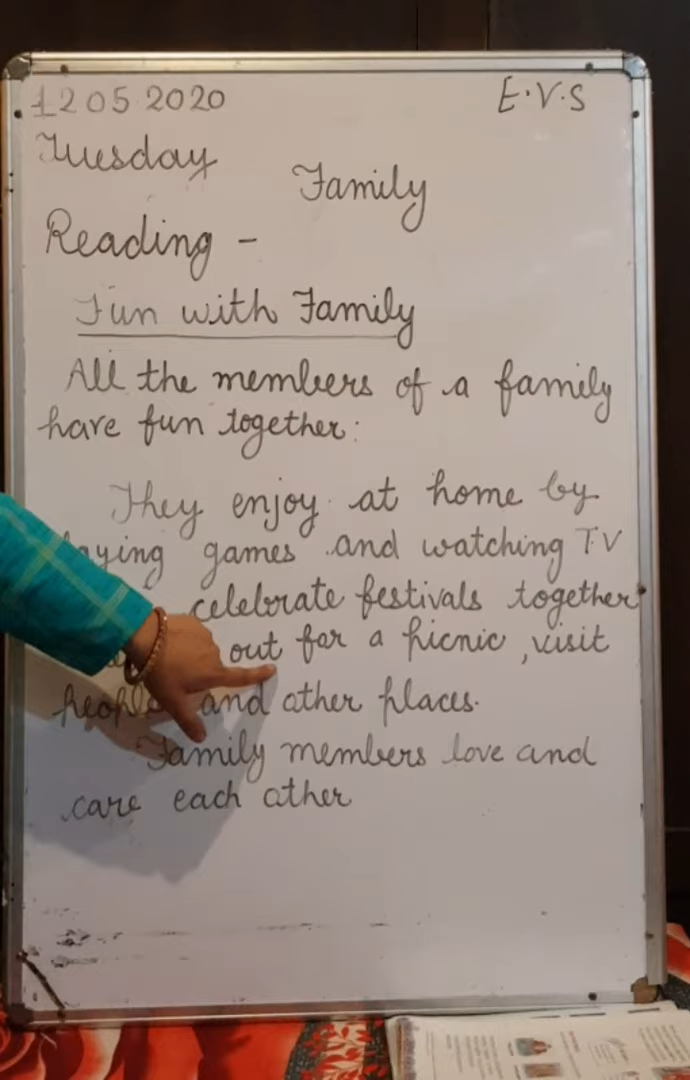 12 05 2020
E.V.S
Tuesday
Family
Reading -
Fun with Family
All the members of a family
have fun together:
They enjoy at home by
games and watching TV
celebrate festivals together
out for a picnic, visit
people and other places.
Family members love and
care each other